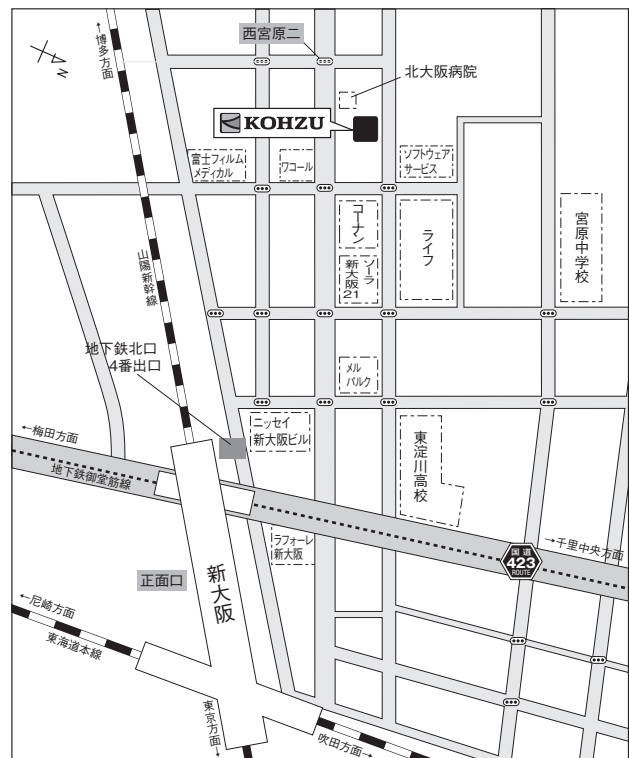 西宮原二
←博多方面
N
北大阪病院
KOHZU
富士フィルム
メディカル
ワコール
ソフトウェア
サービス
コーナン
ライフ
宮原中学校
ソーラ
新大阪
21
山陽新幹線
地下鉄北口
4番出口
メル
パルク
ニッセイ
新大阪ビル
東淀川高校
←梅田方面
地下鉄御堂筋線
ラフォーレ
新大阪
→千里中央方面
国道
423
ROUTE
正面口
新大阪
←尼崎方面
東海道本線
東京方面→
吹田方面→